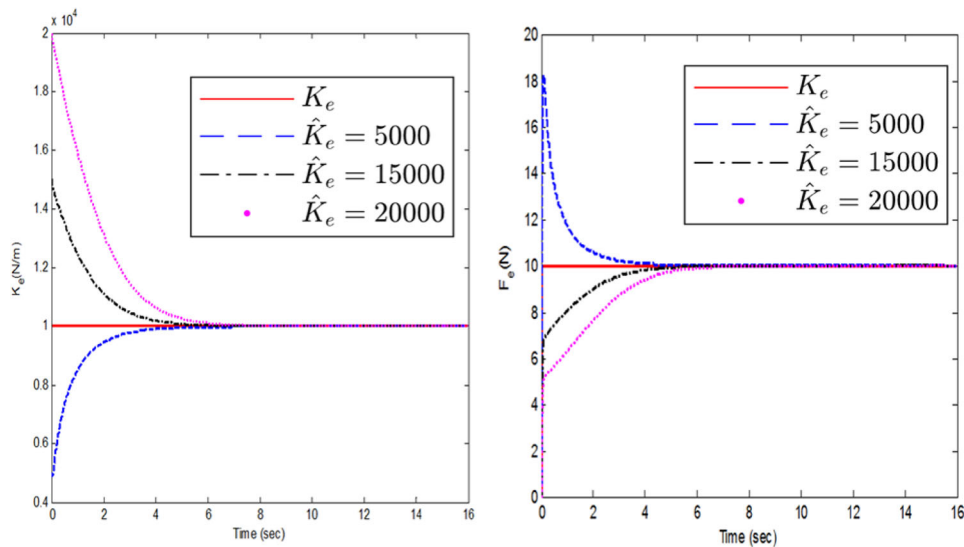 x 10⁴
2
1.8
1.6
1.4
1.2
1
0.8
0.6
0.4
K_e(N/m)
0 2 4 6 8 10 12 14 16
Time (sec)
K_e
K̂_e = 5000
K̂_e = 15000
K̂_e = 20000
20
18
16
14
12
10
8
6
4
2
0
F_e(N)
0 2 4 6 8 10 12 14 16
Time (sec)
K_e
K̂_e = 5000
K̂_e = 15000
K̂_e = 20000